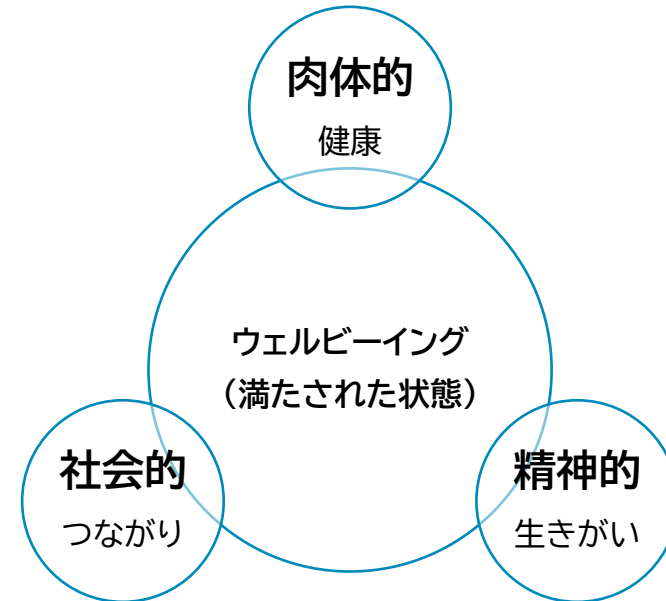 肉体的
健康
ウェルビーイング
（満たされた状態）
社会的
つながり
精神的
生きがい